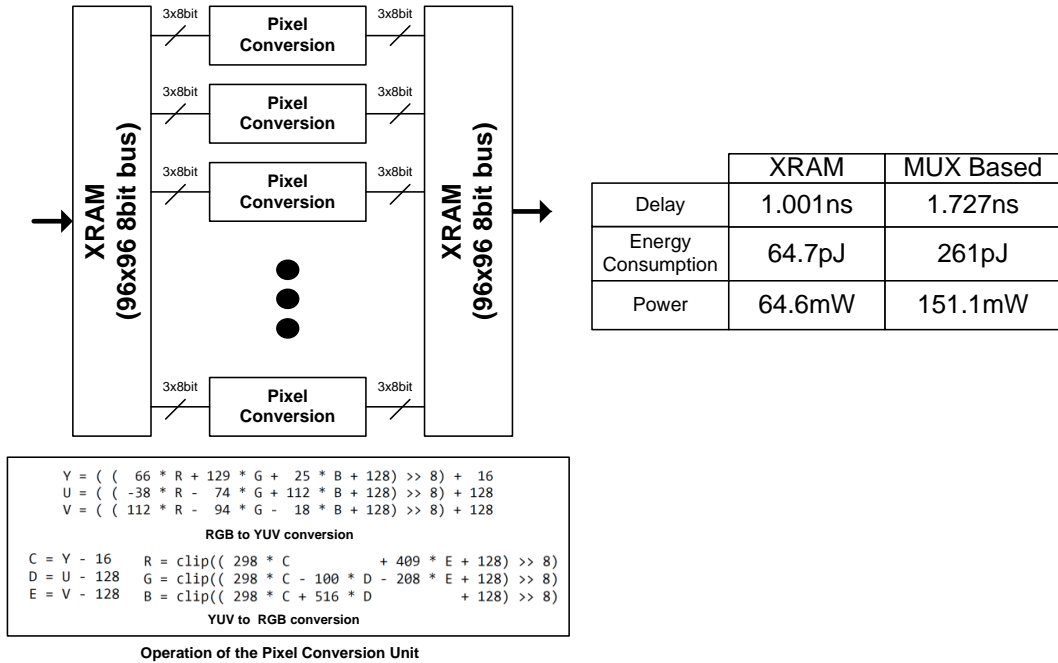 3x8bit
Pixel
Conversion
3x8bit
3x8bit
Pixel
Conversion
3x8bit
3x8bit
Pixel
Conversion
3x8bit
3x8bit
Pixel
Conversion
3x8bit
XRAM
(96x96 8bit bus)
XRAM
(96x96 8bit bus)
XRAM MUX Based
Delay 1.001ns 1.727ns
Energy
Consumption 64.7pJ 261pJ
Power 64.6mW 151.1mW
Y = ( ( 66 * R + 129 * G + 25 * B + 128) >> 8) + 16
U = ( ( -38 * R - 74 * G + 112 * B + 128) >> 8) + 128
V = ( ( 112 * R - 94 * G - 18 * B + 128) >> 8) + 128
RGB to YUV conversion
C = Y - 16 R = clip(( 298 * C + 409 * E + 128) >> 8)
D = U - 128 G = clip(( 298 * C - 100 * D - 208 * E + 128) >> 8)
E = V - 128 B = clip(( 298 * C + 516 * D + 128) >> 8)
YUV to RGB conversion
Operation of the Pixel Conversion Unit